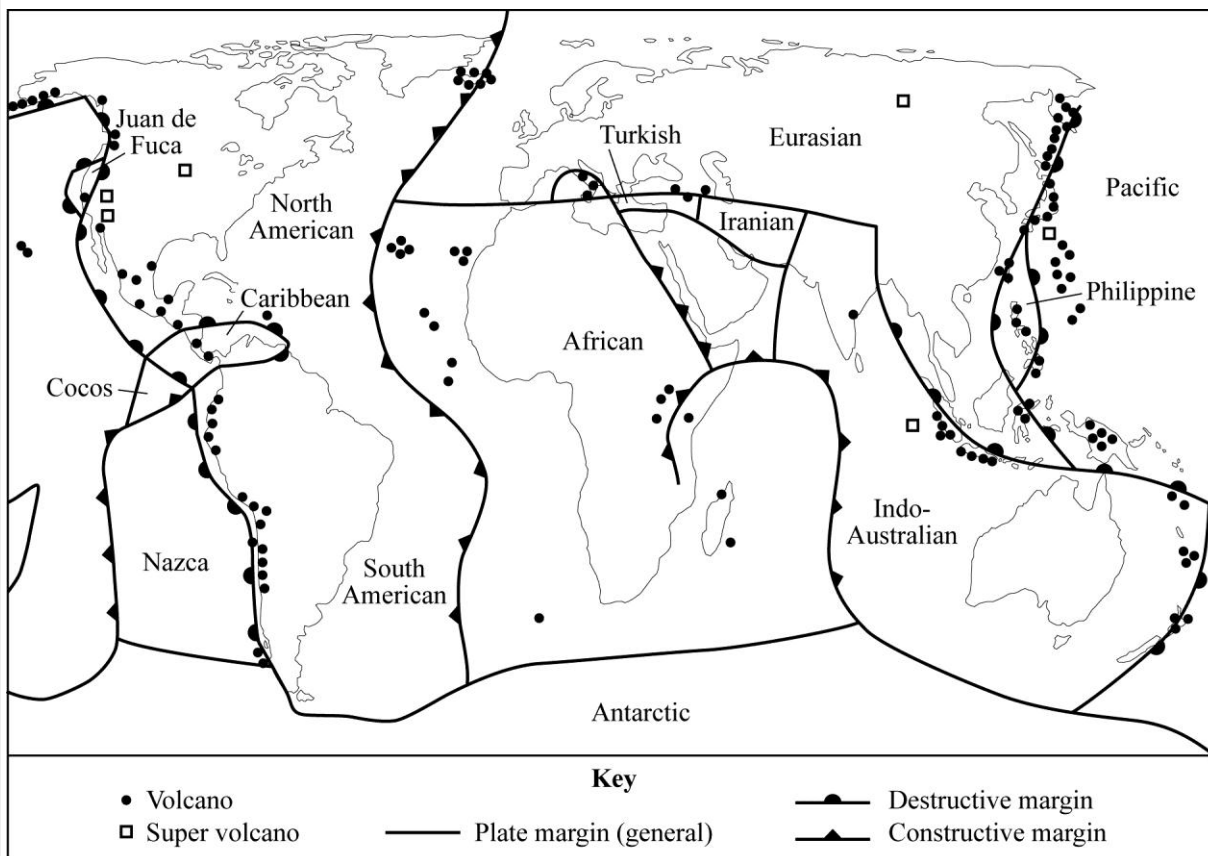 Juan de
Fuca
Turkish
Eurasian
Pacific
North
American
Iranian
Caribbean
Philippine
African
Cocos
Indo-
Australian
Nazca
South
American
Antarctic
Key
Volcano
Super volcano
Plate margin (general)
Destructive margin
Constructive margin